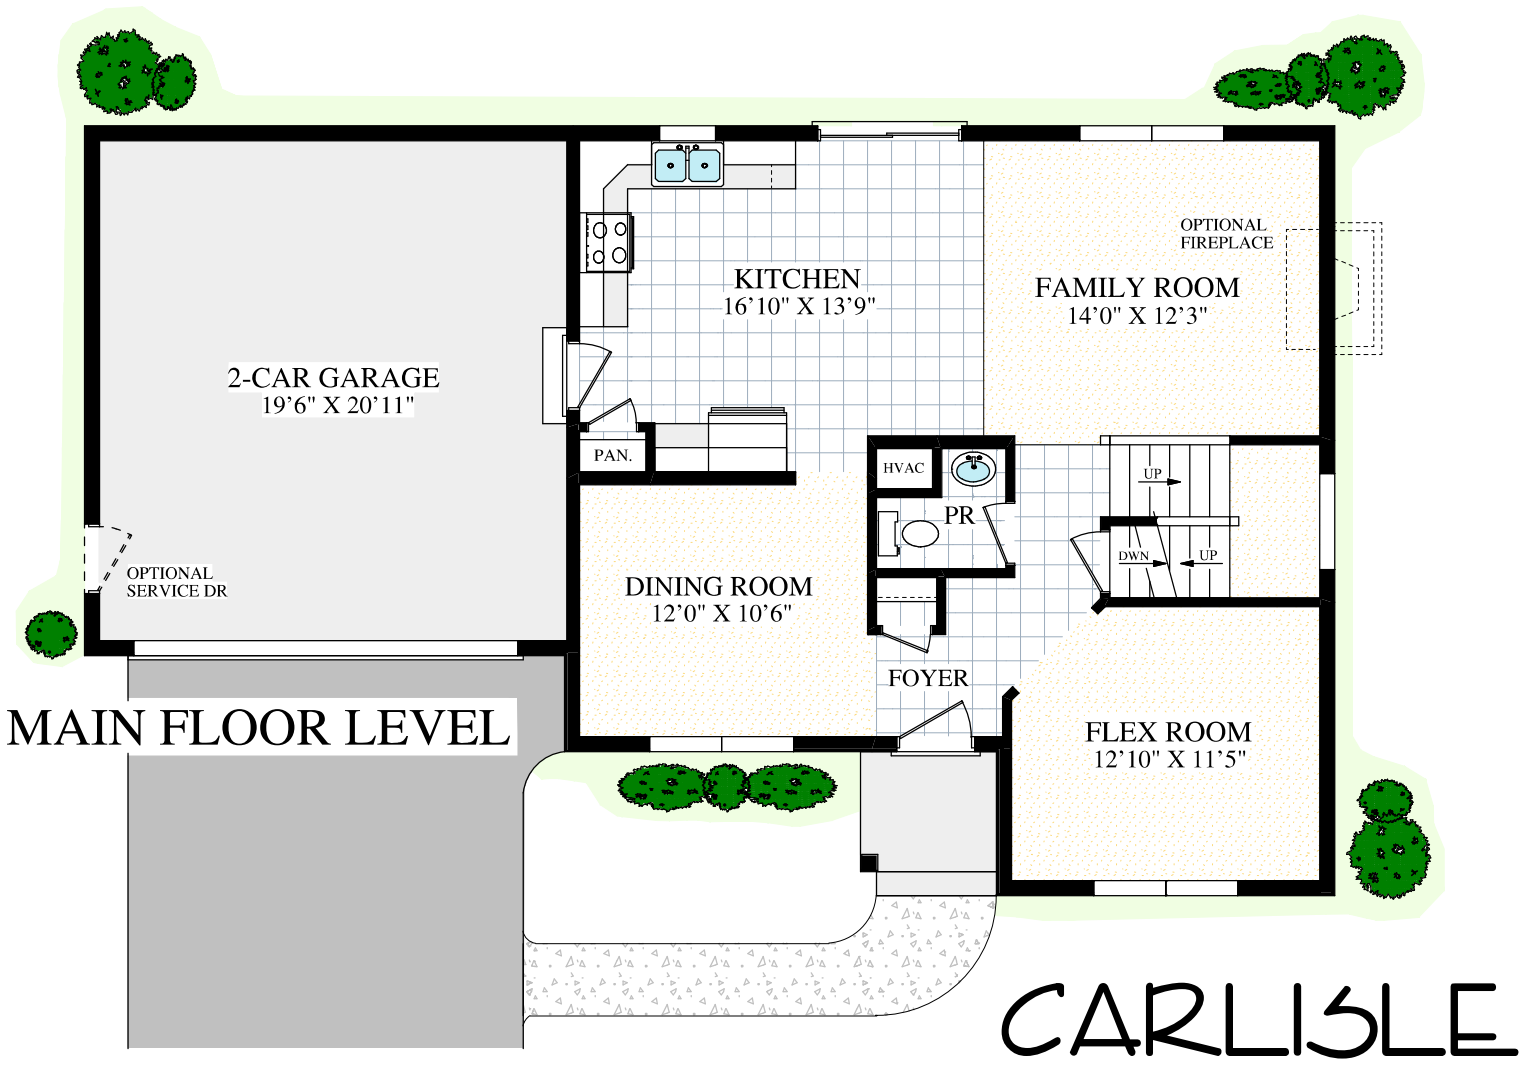 OPTIONAL
FIREPLACE
KITCHEN
16'10" X 13'9"
FAMILY ROOM
14'0" X 12'3"
2-CAR GARAGE
19'6" X 20'11"
PAN.
HVAC
UP
PR
DWN
UP
OPTIONAL
SERVICE DR
DINING ROOM
12'0" X 10'6"
FOYER
MAIN FLOOR LEVEL
FLEX ROOM
12'10" X 11'5"
CARLISLE